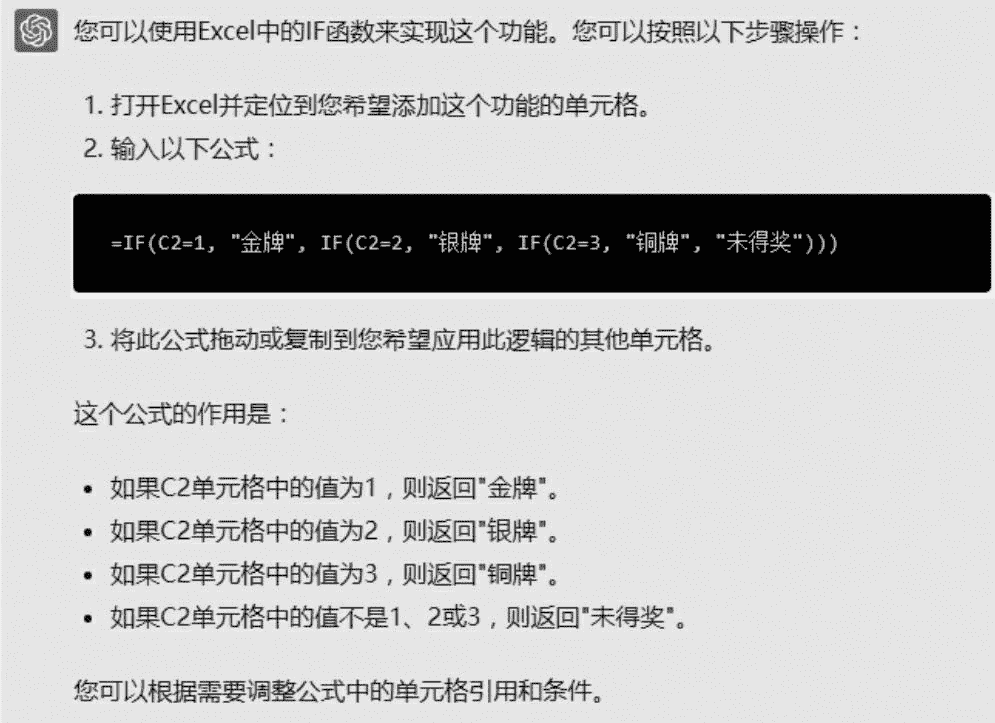 您可以使用Excel中的IF函数来实现这个功能。您可以按照以下步骤操作：
1. 打开Excel并定位到您希望添加这个功能的单元格。
2. 输入以下公式：
=IF(C2=1, "金牌", IF(C2=2, "银牌", IF(C2=3, "铜牌", "未得奖")))
3. 将此公式拖动或复制到您希望应用此逻辑的其他单元格。
这个公式的作用是：
• 如果C2单元格中的值为1，则返回"金牌"。
• 如果C2单元格中的值为2，则返回"银牌"。
• 如果C2单元格中的值为3，则返回"铜牌"。
• 如果C2单元格中的值不是1、2或3，则返回"未得奖"。
您可以根据需要调整公式中的单元格引用和条件。